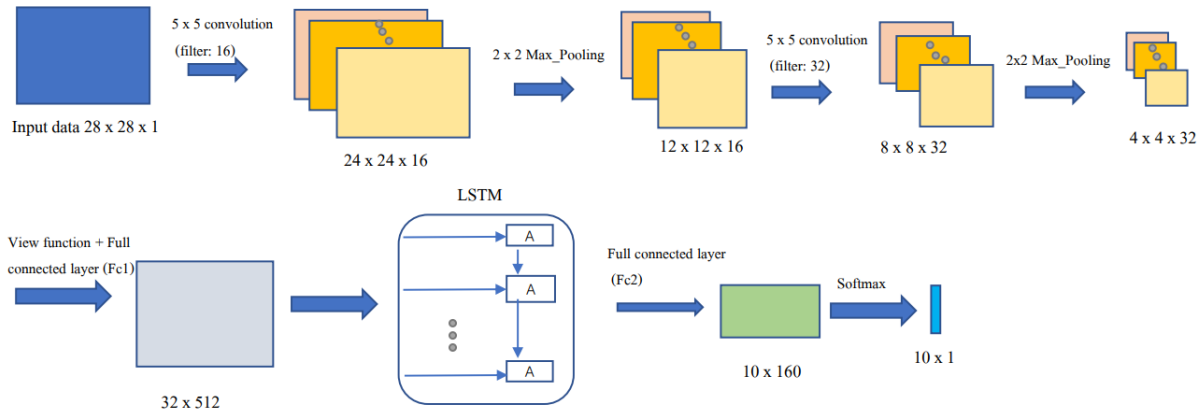 5 x 5 convolution
(filter: 16)
2 x 2 Max_Pooling
5 x 5 convolution
(filter: 32)
2x2 Max_Pooling
Input data 28 x 28 x 1
24 x 24 x 16
12 x 12 x 16
8 x 8 x 32
4 x 4 x 32
LSTM
View function + Full
connected layer (Fc1)
A
A
A
Full connected layer
(Fc2)
Softmax
32 x 512
10 x 160
10 x 1